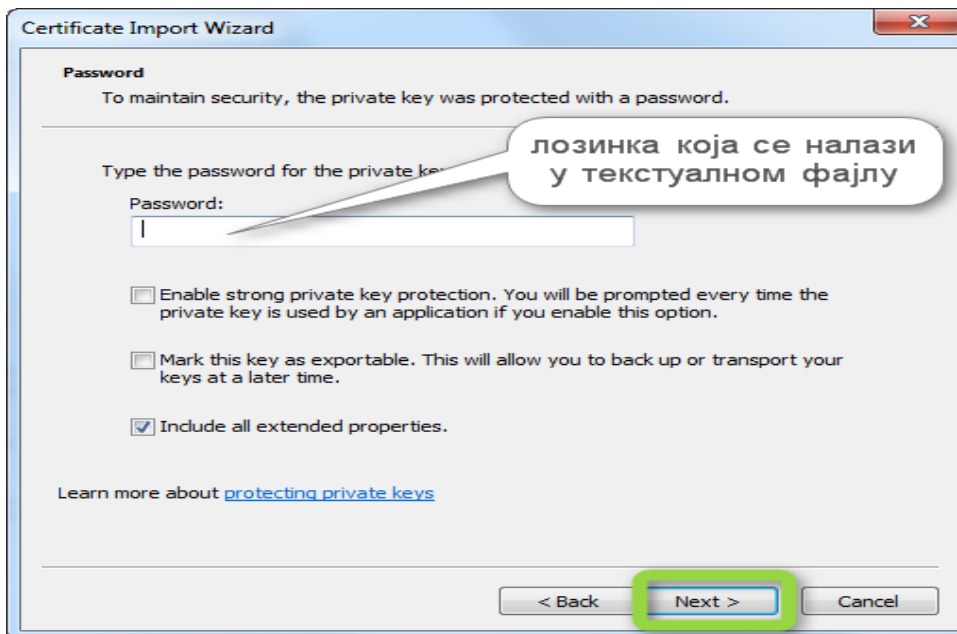 Certificate Import Wizard
Password
To maintain security, the private key was protected with a password.
лозинка која се налази
у текстуалном фајлу
Type the password for the private ke
Password:
Enable strong private key protection. You will be prompted every time the
private key is used by an application if you enable this option.
Mark this key as exportable. This will allow you to back up or transport your
keys at a later time.
Include all extended properties.
Learn more about protecting private keys
< Back Next > Cancel